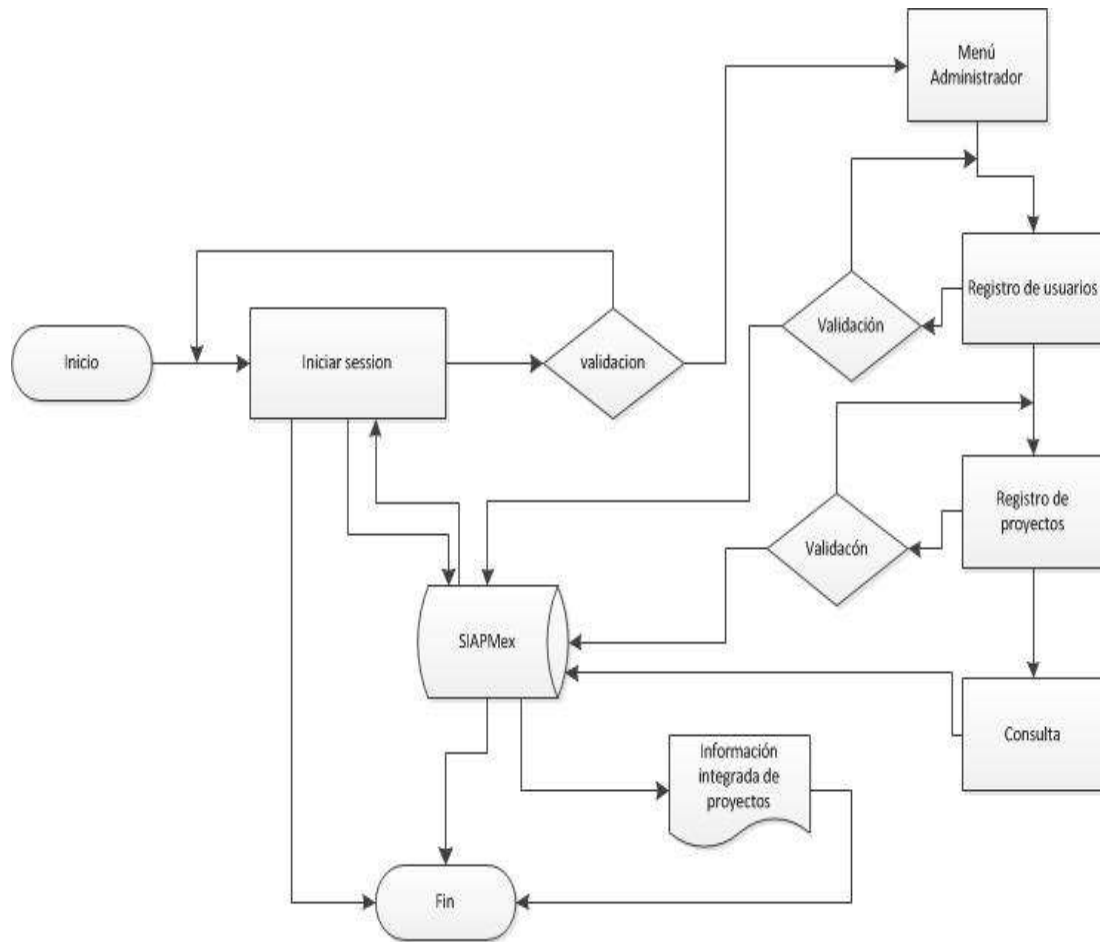 Menú
Administrador
Registro de usuarios
Validación
Inicio
Iniciar session
validacion
Registro de
proyectos
Validacón
SIAPMex
Consulta
Información
integrada de
proyectos
Fin